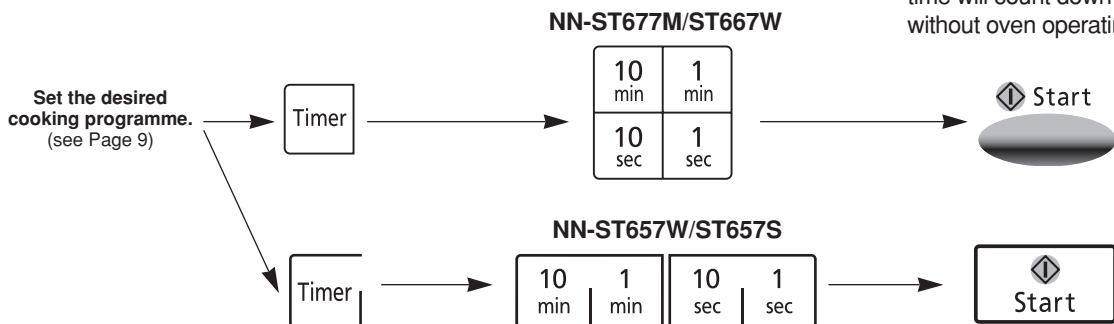 time will count down
without oven operatin
NN-ST677M/ST667W
Set the desired
cooking programme.
(see Page 9)
Timer
10 1
min min
10 1
sec sec
Start
NN-ST657W/ST657S
Timer
10 1 10 1
min min sec sec
Start